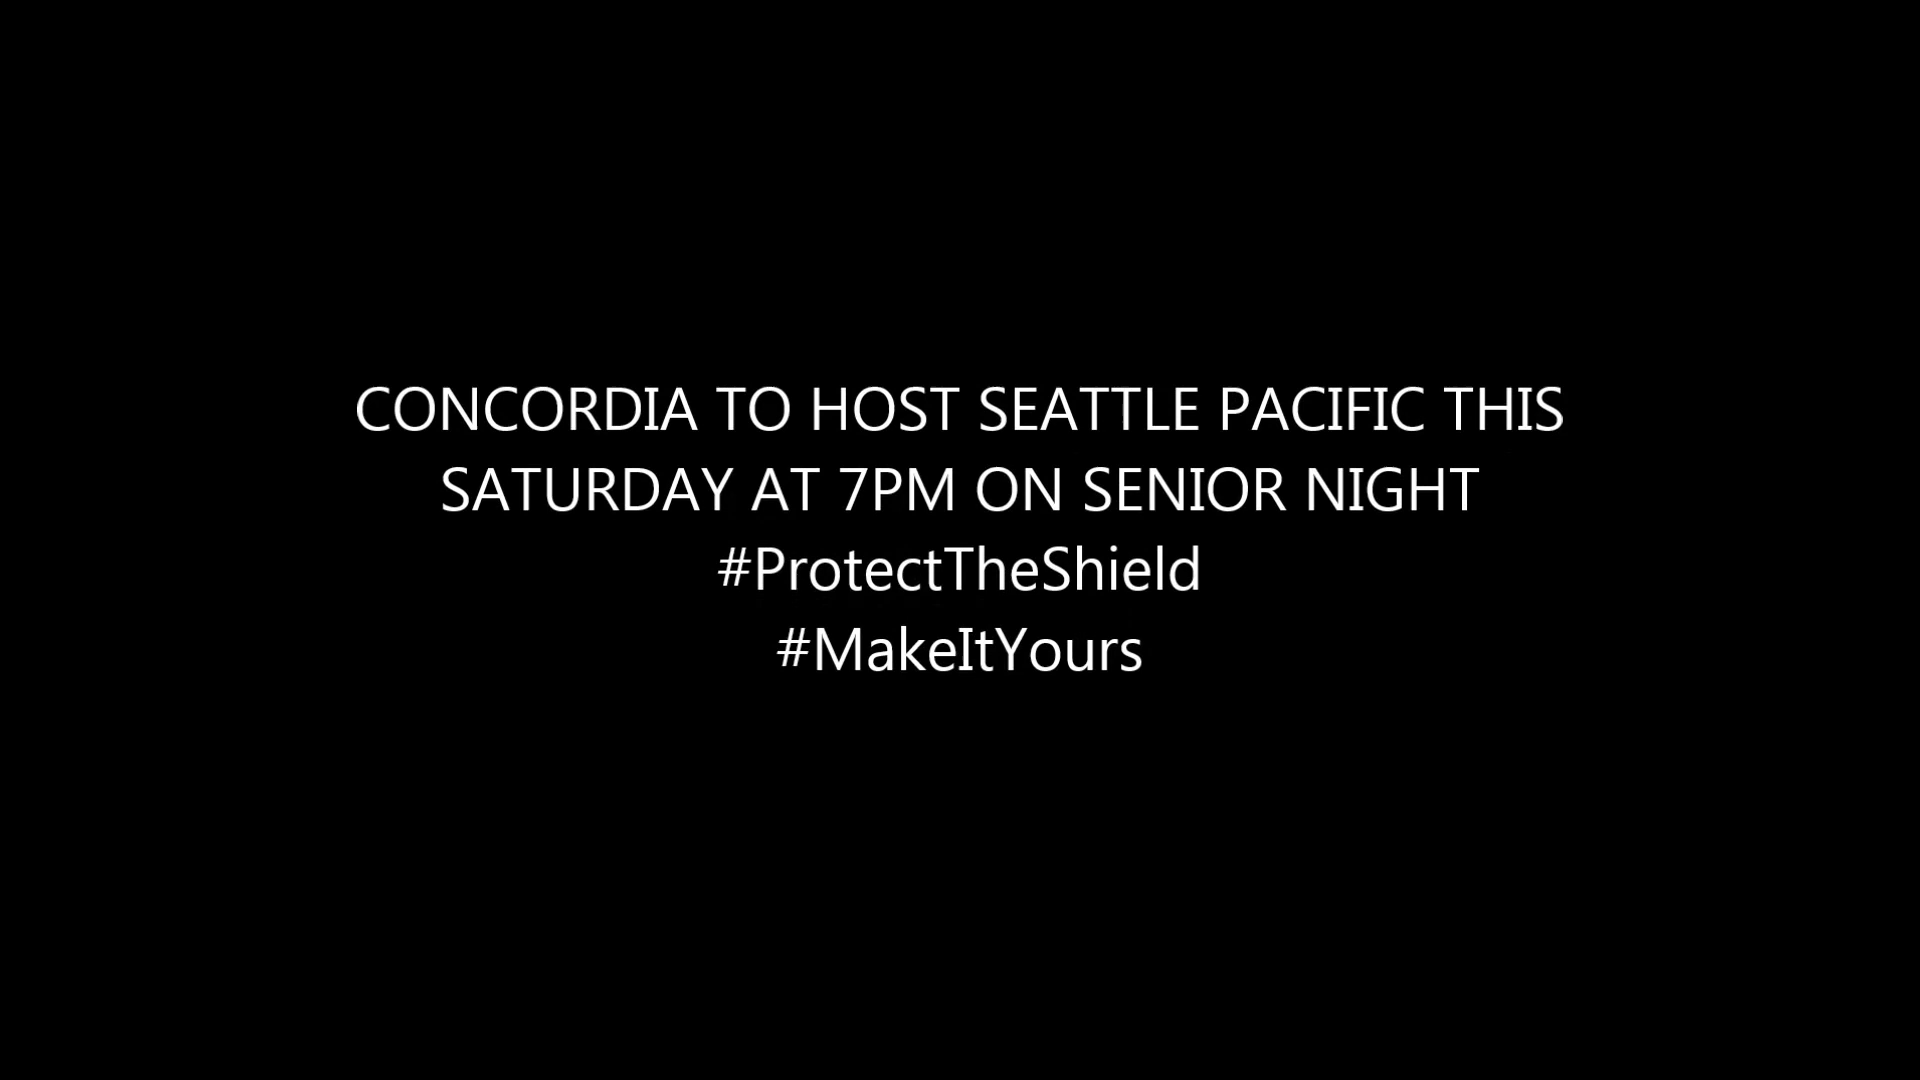 CONCORDIA TO HOST SEATTLE PACIFIC THIS
SATURDAY AT 7PM ON SENIOR NIGHT
#ProtectTheShield
#MakeItYours